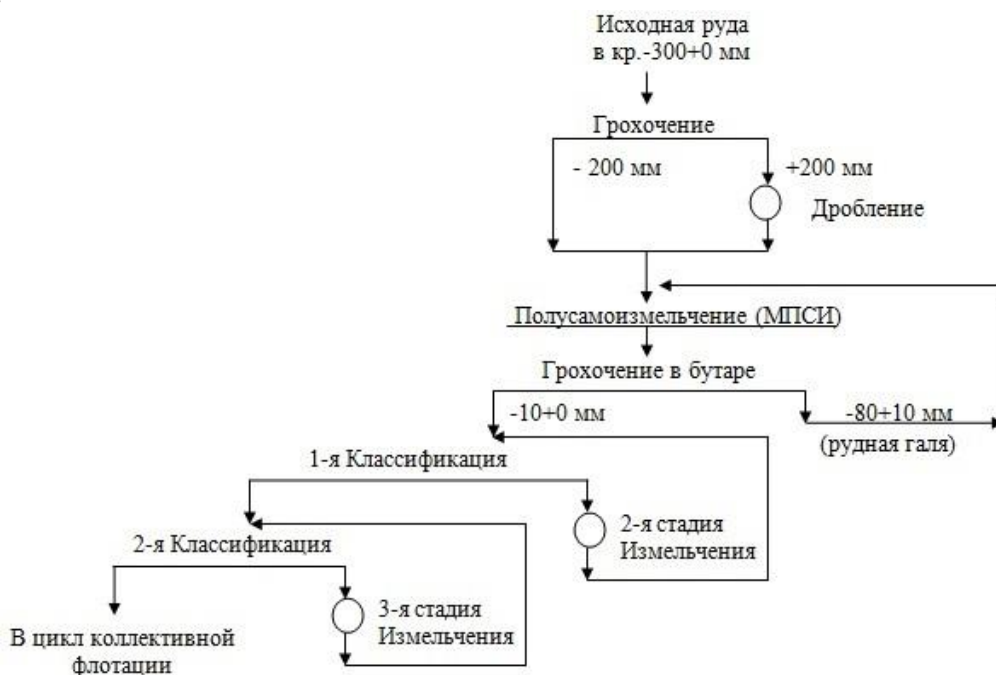 Исходная руда
в кр.-300+0 мм
Грохочение
- 200 мм
+200 мм
Дробление
Полусамоизмельчение (МПСИ)
Грохочение в бутаре
-10+0 мм
-80+10 мм
(рудная галя)
1-я Классификация
2-я стадия
Измельчения
2-я Классификация
3-я стадия
Измельчения
В цикл коллективной
флотации